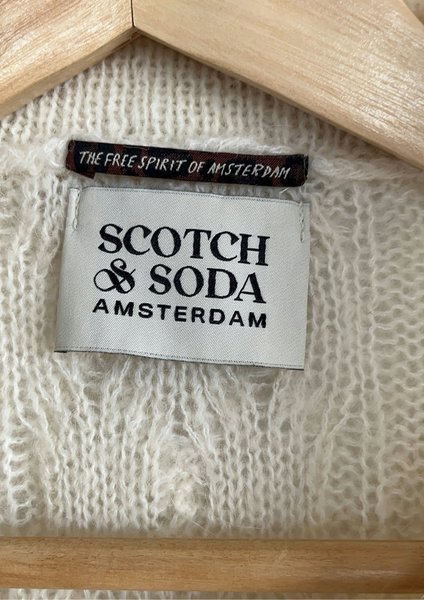 THE FREE SPIRIT OF AMSTERDAM
SCOTCH
& SODA
AMSTERDAM